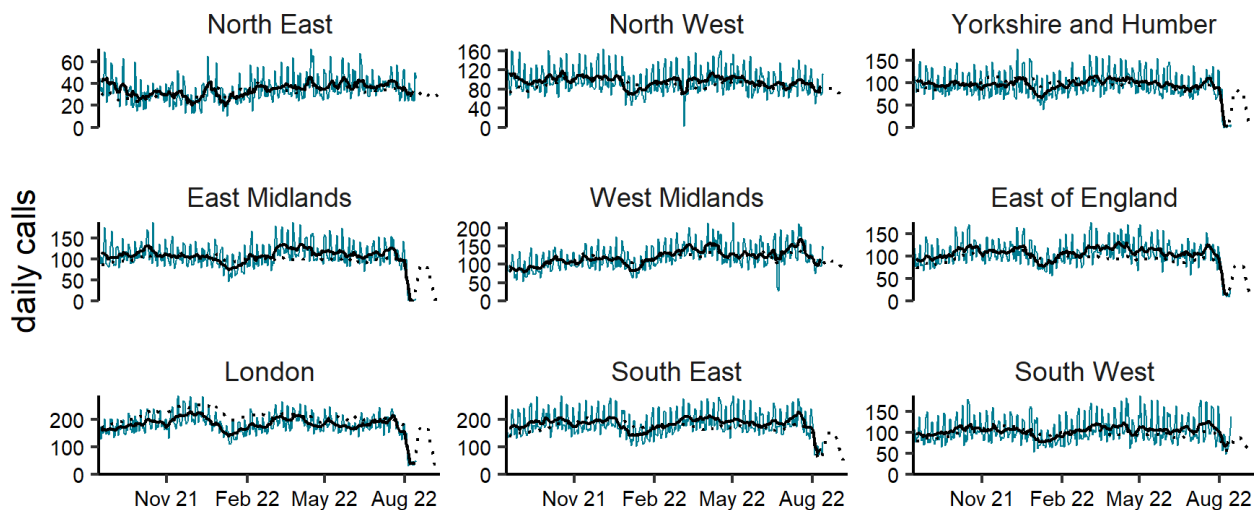 North East
North West
Yorkshire and Humber
60
40
20
0
160
120
80
40
0
150
100
50
0
daily calls
East Midlands
West Midlands
East of England
150
100
50
0
200
150
100
50
0
150
100
50
0
London
South East
South West
200
100
0
200
100
0
150
100
50
0
Nov 21 Feb 22 May 22 Aug 22
Nov 21 Feb 22 May 22 Aug 22
Nov 21 Feb 22 May 22 Aug 22